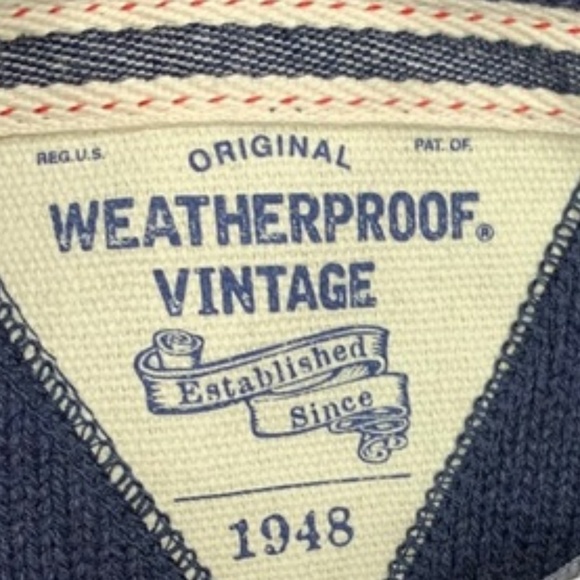 REG.U.S. ORIGINAL PAT. OF.
WEATHERPROOF®
VINTAGE
Established
Since
1948